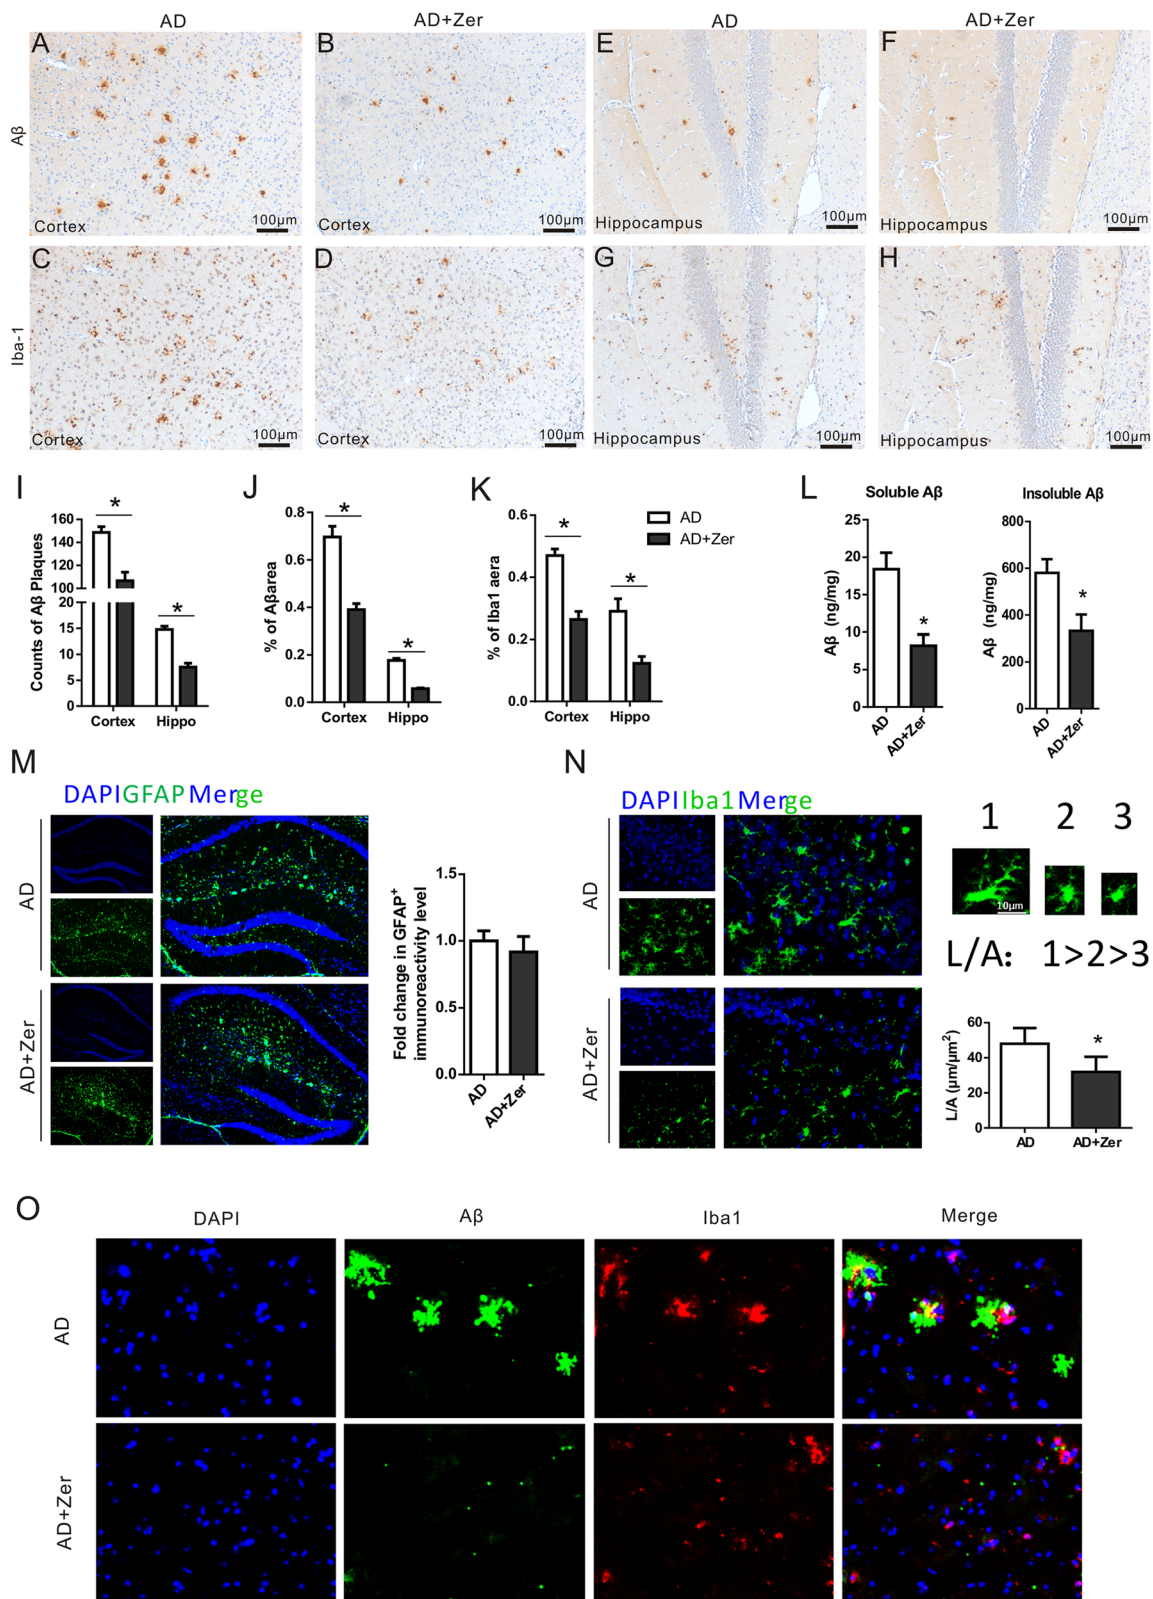 AD
AD+Zer
AD
AD+Zer
Aβ
A
Cortex
100μm
B
Cortex
100μm
E
Hippocampus
100μm
F
Hippocampus
100μm
Iba-1
C
Cortex
100μm
D
Cortex
100μm
G
Hippocampus
100μm
H
Hippocampus
100μm
I
Counts of Aβ Plaques
160
140
120
100
20
15
10
5
0
*
*
Cortex
Hippo
J
% of Aβarea
0.8
0.6
0.4
0.2
0.0
*
*
Cortex
Hippo
K
% of Iba1 aera
0.6
0.4
0.2
0.0
*
*
Cortex
Hippo
AD
AD+Zer
L
Soluble Aβ
Aβ (ng/mg)
25
20
15
10
5
0
*
AD
AD+Zer
Insoluble Aβ
Aβ (ng/mg)
800
600
400
200
0
*
AD
AD+Zer
M
DAPI GFAP Merge
AD
AD+Zer
Fold change in GFAP+
immunoreactivity level
1.5
1.0
0.5
0.0
AD
AD+Zer
N
DAPI Iba1 Merge
AD
AD+Zer
1 2 3
10μm
L/A: 1>2>3
L/A (μm/μm²)
60
40
20
0
*
AD
AD+Zer
O
DAPI
Aβ
Iba1
Merge
AD
AD+Zer